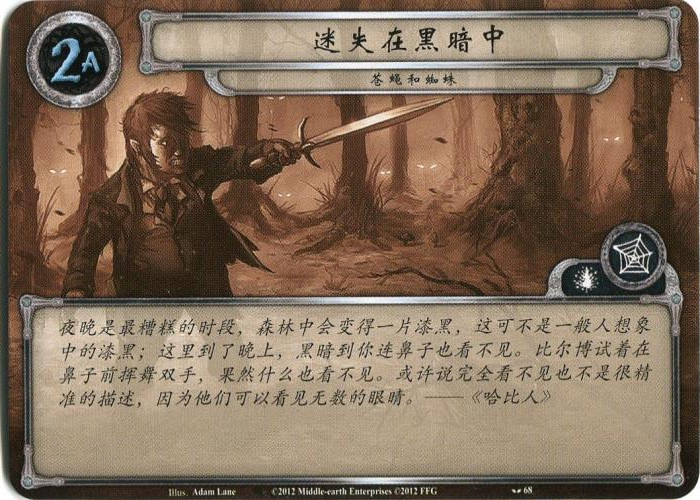 2A
迷失在黑暗中
苍蝇和蜘蛛
夜晚是最糟糕的时段，森林中会变得一片漆黑，这可不是一般人想象
中的漆黑；这里到了晚上，黑暗到你连鼻子也看不见。比尔博试着在
鼻子前挥舞双手，果然什么也看不见。或许说完全看不见也不是很精
准的描述，因为他们可以看见无数的眼睛。——《哈比人》
Illus. Adam Lane ©2012 Middle-earth Enterprises ©2012 FFG 68